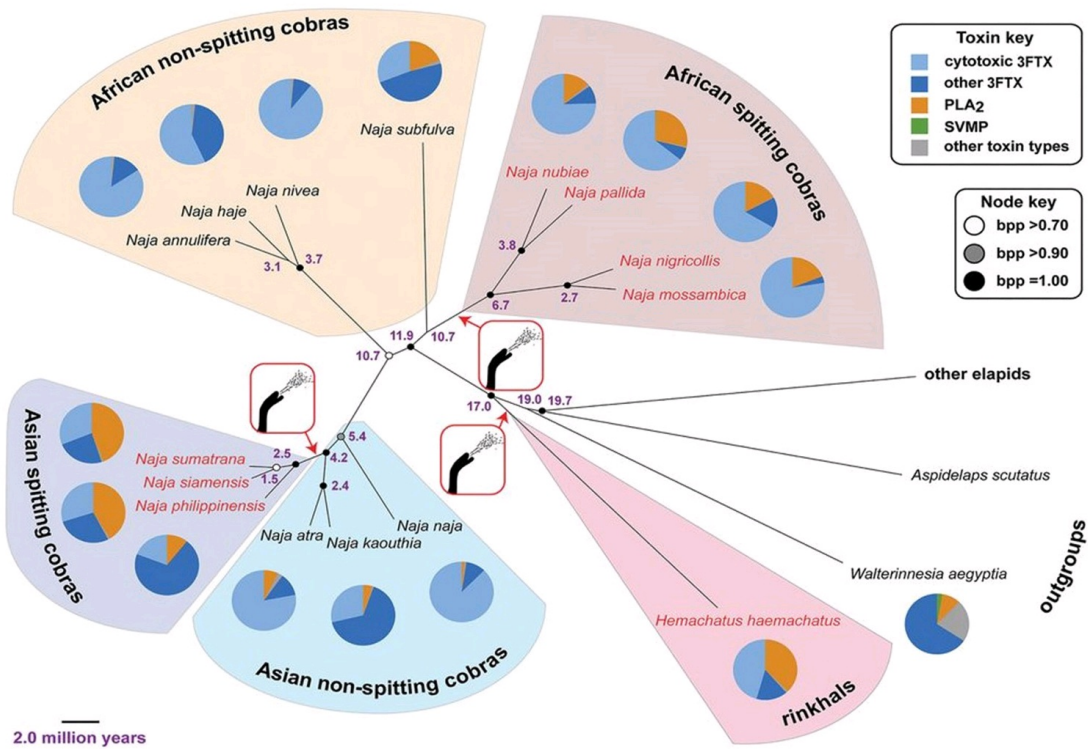 African non-spitting cobras
African spitting cobras
Toxin key
cytotoxic 3FTX
other 3FTX
PLA2
SVMP
other toxin types
Node key
bpp >0.70
bpp >0.90
bpp =1.00
Naja subfulva
Naja nivea
Naja haje
Naja annulifera
3.1
3.7
Naja nubiae
Naja pallida
3.8
Naja nigricollis
Naja mossambica
6.7
2.7
11.9
10.7
10.7
17.0
19.0
19.7
other elapids
Aspidelaps scutatus
Walterinnesia aegyptia
outgroups
Hemachatus haemachatus
rinkhals
5.4
4.2
2.5
1.5
2.4
Naja sumatrana
Naja siamensis
Naja philippinensis
Asian spitting cobras
Naja atra
Naja kaouthia
Naja naja
Asian non-spitting cobras
2.0 million years